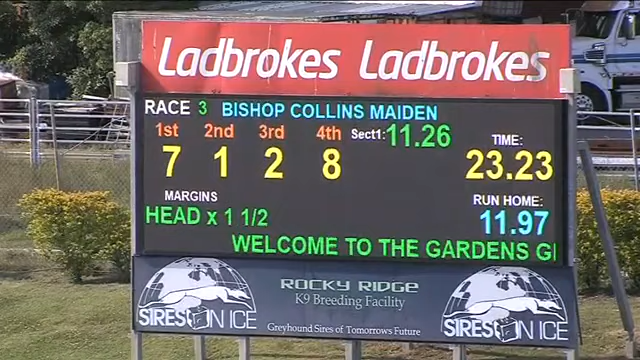 Ladbrokes Ladbrokes
RACE 3 BISHOP COLLINS MAIDEN
1st 2nd 3rd 4th Sect1: 11.26 TIME:
7 1 2 8 23.23
MARGINS RUN HOME:
HEAD x 1 1/2 11.97
WELCOME TO THE GARDENS G
ROCKY RIDGE
K9 Breeding Facility
SIRES ON ICE Greyhound Sires of Tomorrows Future SIRES ON ICE